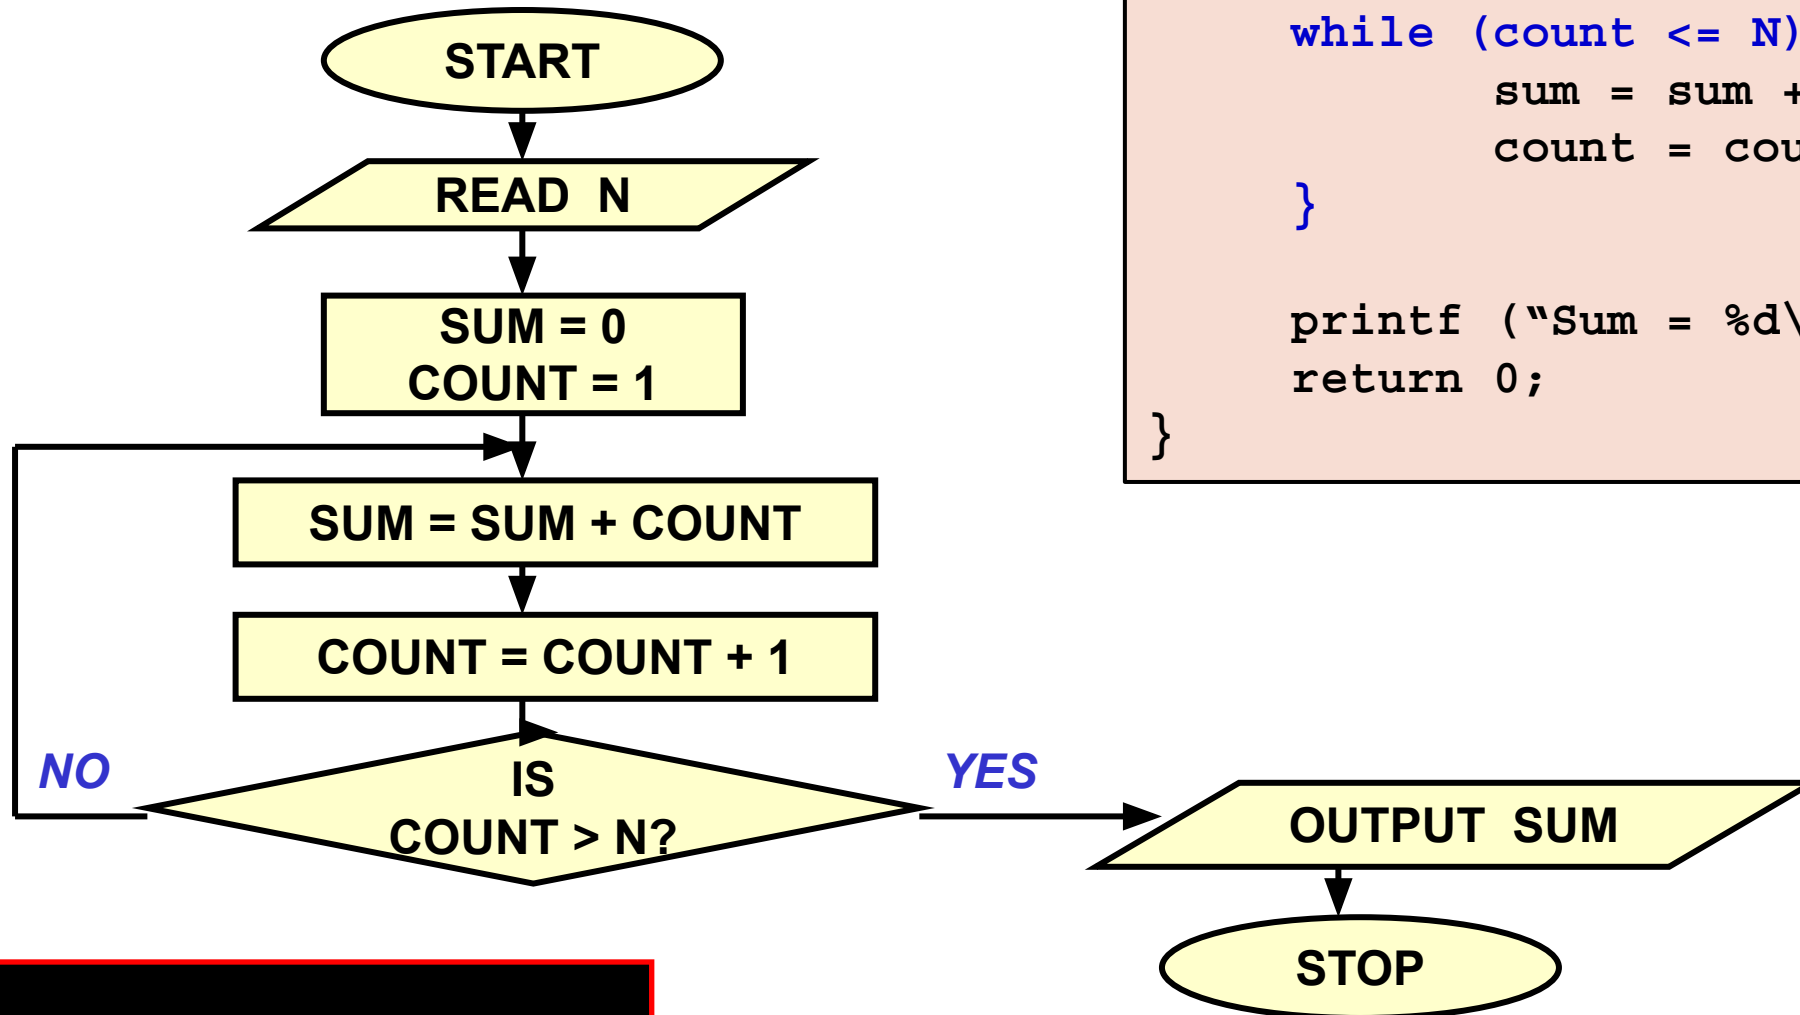 START
READ N
SUM = 0
COUNT = 1
SUM = SUM + COUNT
COUNT = COUNT + 1
IS
COUNT > N?
NO
YES
OUTPUT SUM
STOP
while (count <= N)
sum = sum +
count = cou
}
printf (“Sum = %d\
return 0;
}